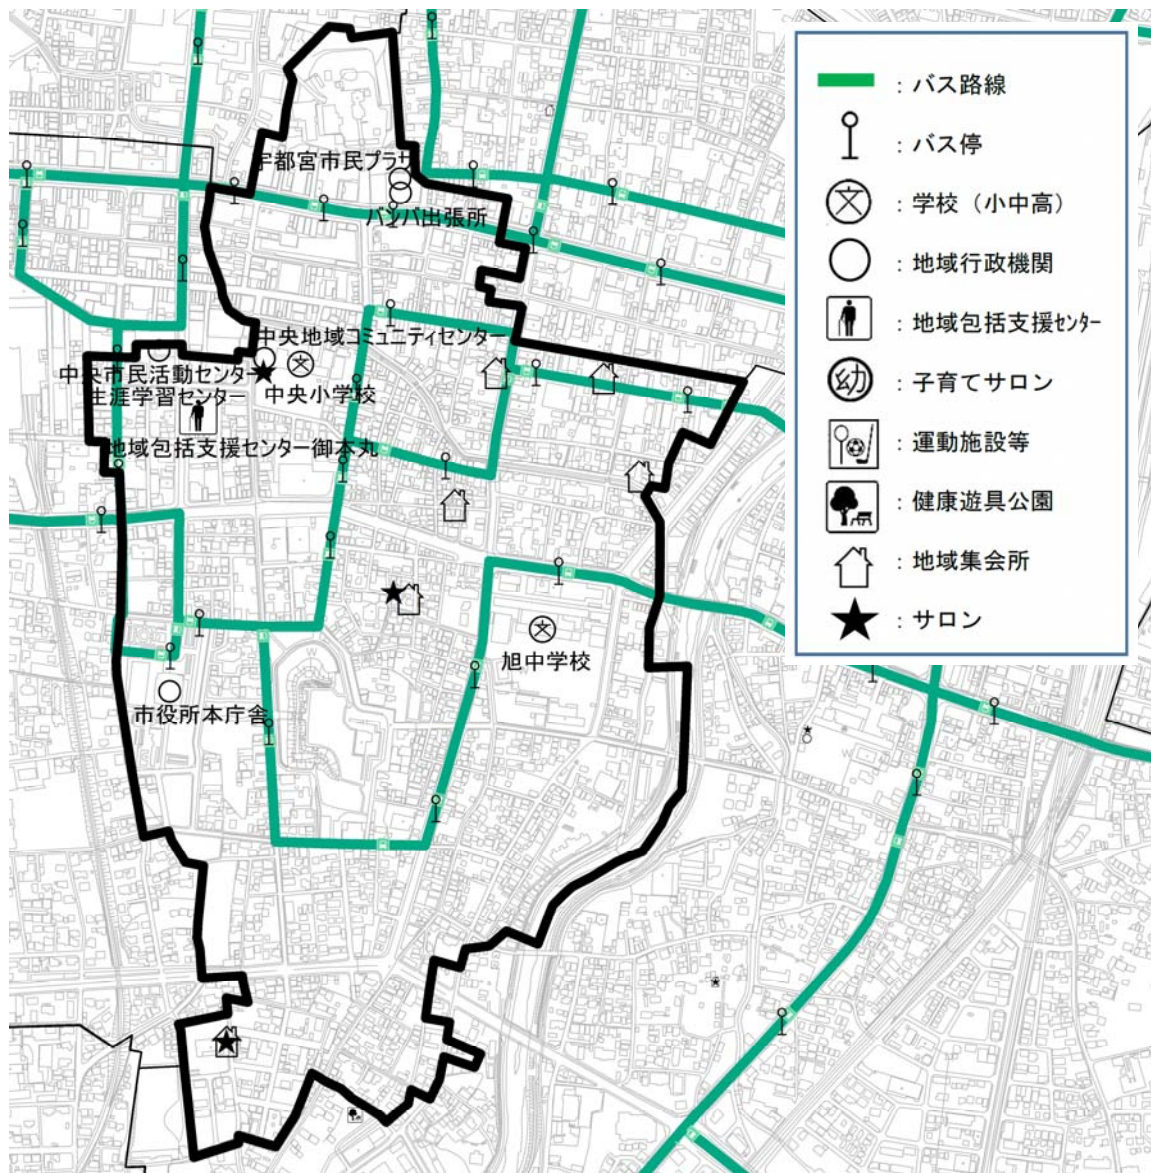 宇都宮市民プラザ
バンバ出張所
中央地域コミュニティセンター
中央市民活動センター
生涯学習センター
中央小学校
地域包括支援センター御本丸
旭中学校
市役所本庁舎
文
文
：バス路線
：バス停
文
：学校（小中高）
：地域行政機関
：地域包括支援ｾﾝﾀｰ
幼
：子育てサロン
：運動施設等
：健康遊具公園
：地域集会所
：サロン